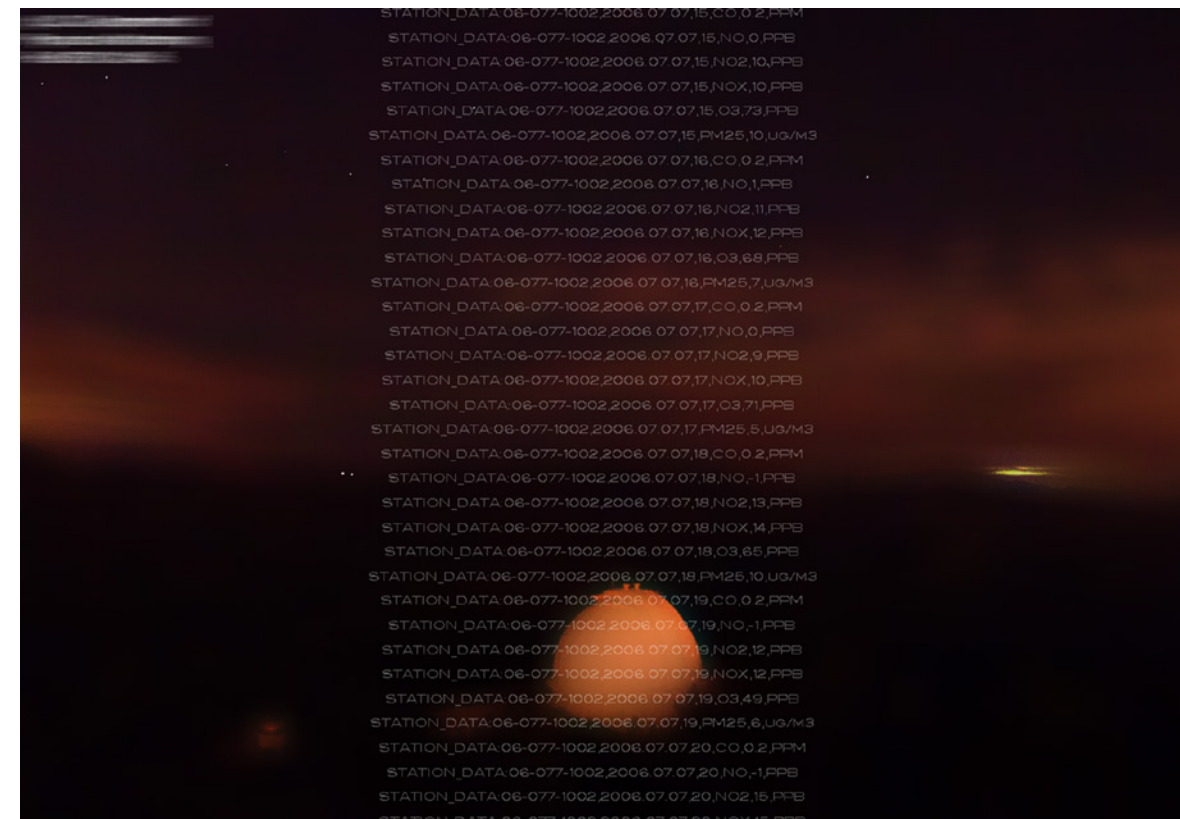 STATION_DATA:06-077-1002,2006.07.07,15,CO,0.2,PPM
STATION_DATA:06-077-1002,2006.07.07,15,NO,0,PPB
STATION_DATA:06-077-1002,2006.07.07,15,NO2,10,PPB
STATION_DATA:06-077-1002,2006.07.07,15,NOX,10,PPB
STATION_DATA:06-077-1002,2006.07.07,15,O3,73,PPB
STATION_DATA:06-077-1002,2006.07.07,15,PM25,10,UG/M3
STATION_DATA:06-077-1002,2006.07.07,16,CO,0.2,PPM
STATION_DATA:06-077-1002,2006.07.07,16,NO,1,PPB
STATION_DATA:06-077-1002,2006.07.07,16,NO2,11,PPB
STATION_DATA:06-077-1002,2006.07.07,16,NOX,12,PPB
STATION_DATA:06-077-1002,2006.07.07,16,O3,68,PPB
STATION_DATA:06-077-1002,2006.07.07,16,PM25,7,UG/M3
STATION_DATA:06-077-1002,2006.07.07,17,CO,0.2,PPM
STATION_DATA:06-077-1002,2006.07.07,17,NO,0,PPB
STATION_DATA:06-077-1002,2006.07.07,17,NO2,9,PPB
STATION_DATA:06-077-1002,2006.07.07,17,NOX,10,PPB
STATION_DATA:06-077-1002,2006.07.07,17,O3,71,PPB
STATION_DATA:06-077-1002,2006.07.07,17,PM25,5,UG/M3
STATION_DATA:06-077-1002,2006.07.07,18,CO,0.2,PPM
STATION_DATA:06-077-1002,2006.07.07,18,NO,-1,PPB
STATION_DATA:06-077-1002,2006.07.07,18,NO2,13,PPB
STATION_DATA:06-077-1002,2006.07.07,18,NOX,14,PPB
STATION_DATA:06-077-1002,2006.07.07,18,O3,65,PPB
STATION_DATA:06-077-1002,2006.07.07,18,PM25,10,UG/M3
STATION_DATA:06-077-1002,2006.07.07,19,CO,0.2,PPM
STATION_DATA:06-077-1002,2006.07.07,19,NO,-1,PPB
STATION_DATA:06-077-1002,2006.07.07,19,NO2,12,PPB
STATION_DATA:06-077-1002,2006.07.07,19,NOX,12,PPB
STATION_DATA:06-077-1002,2006.07.07,19,O3,49,PPB
STATION_DATA:06-077-1002,2006.07.07,19,PM25,6,UG/M3
STATION_DATA:06-077-1002,2006.07.07,20,CO,0.2,PPM
STATION_DATA:06-077-1002,2006.07.07,20,NO,-1,PPB
STATION_DATA:06-077-1002,2006.07.07,20,NO2,15,PPB